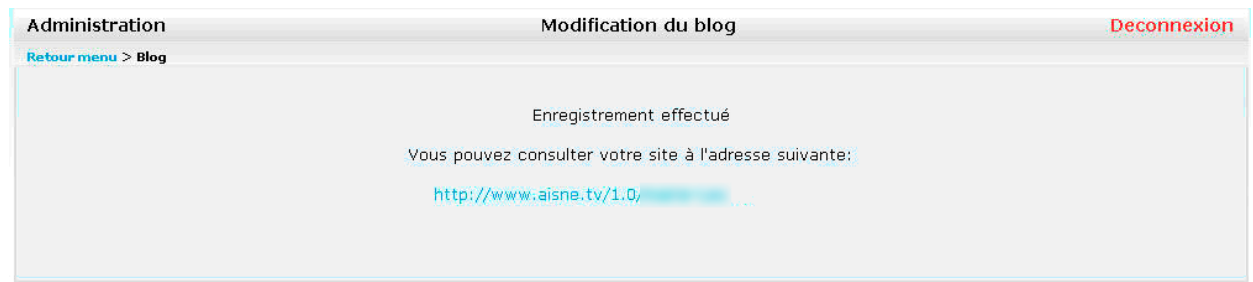 Administration Modification du blog Deconnexion
Retour menu > Blog
Enregistrement effectué
Vous pouvez consulter votre site à l'adresse suivante:
http://www.aisne.tv/1.0/